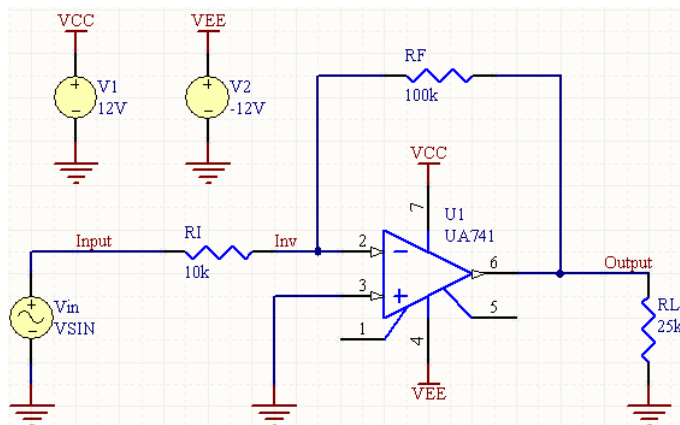 VCC
VEE
V1
12V
V2
-12V
RF
100k
VCC
7
U1
UA741
Input
RI
10k
Inv
2
3
6
Output
1
5
4
VEE
Vin
VSIN
RL
25k